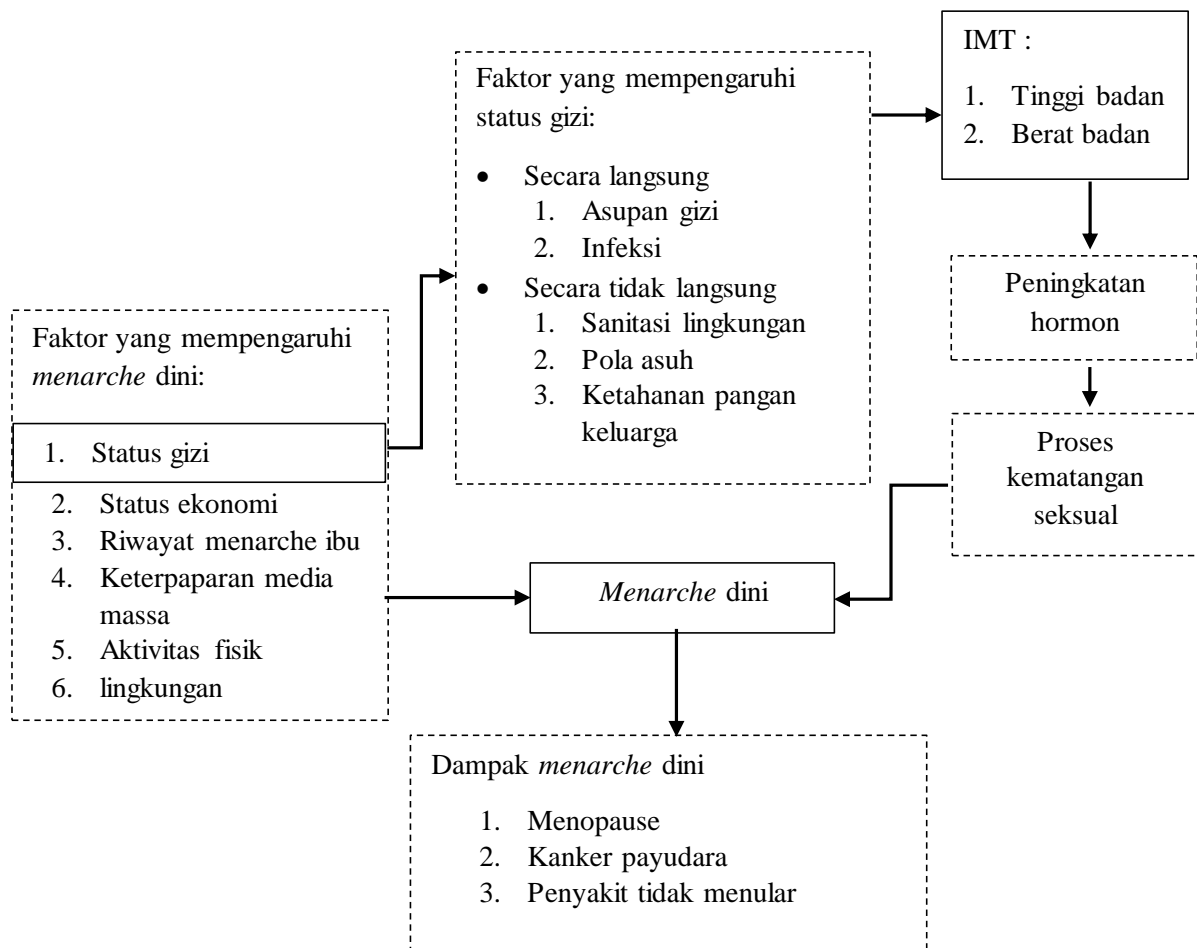 Faktor yang mempengaruhi
menarche dini:
1. Status gizi
2. Status ekonomi
3. Riwayat menarche ibu
4. Keterpaparan media
massa
5. Aktivitas fisik
6. lingkungan
Faktor yang mempengaruhi
status gizi:
• Secara langsung
1. Asupan gizi
2. Infeksi
• Secara tidak langsung
1. Sanitasi lingkungan
2. Pola asuh
3. Ketahanan pangan
keluarga
IMT :
1. Tinggi badan
2. Berat badan
Peningkatan
hormon
Proses
kematangan
seksual
Menarche dini
Dampak menarche dini
1. Menopause
2. Kanker payudara
3. Penyakit tidak menular